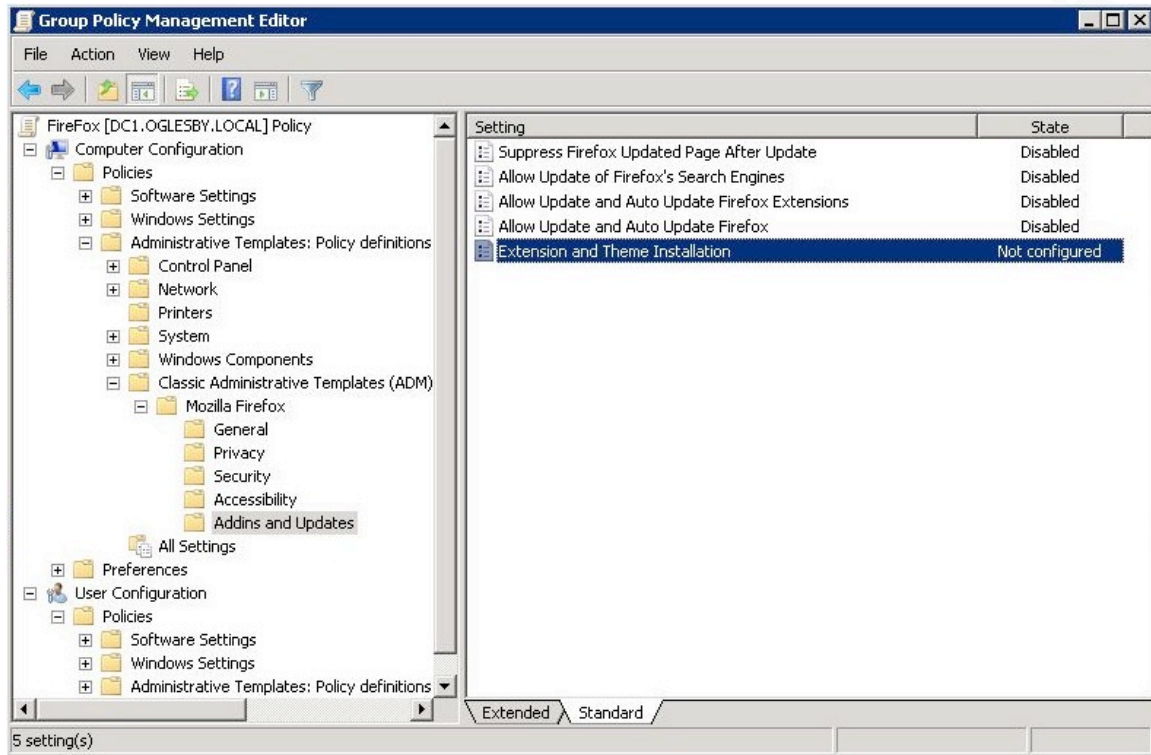 Group Policy Management Editor
File Action View Help
FireFox [DC1.OGLESBY.LOCAL] Policy
Computer Configuration
Policies
Software Settings
Windows Settings
Administrative Templates: Policy definitions
Control Panel
Network
Printers
System
Windows Components
Classic Administrative Templates (ADM)
Mozilla Firefox
General
Privacy
Security
Accessibility
Addins and Updates
All Settings
Preferences
User Configuration
Policies
Software Settings
Windows Settings
Administrative Templates: Policy definitions
Setting State
Suppress Firefox Updated Page After Update Disabled
Allow Update of Firefox's Search Engines Disabled
Allow Update and Auto Update Firefox Extensions Disabled
Allow Update and Auto Update Firefox Disabled
Extension and Theme Installation Not configured
Extended Standard
5 setting(s)